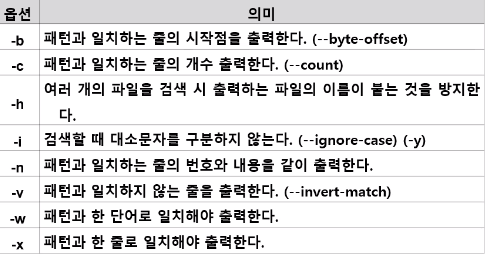 옵션 의미
-b 패턴과 일치하는 줄의 시작점을 출력한다. (--byte-offset)
-c 패턴과 일치하는 줄의 개수 출력한다. (--count)
-h 여러 개의 파일을 검색 시 출력하는 파일의 이름이 붙는 것을 방지한
다.
-i 검색할 때 대소문자를 구분하지 않는다. (--ignore-case) (-y)
-n 패턴과 일치하는 줄의 번호와 내용을 같이 출력한다.
-v 패턴과 일치하지 않는 줄을 출력한다. (--invert-match)
-w 패턴과 한 단어로 일치해야 출력한다.
-x 패턴과 한 줄로 일치해야 출력한다.